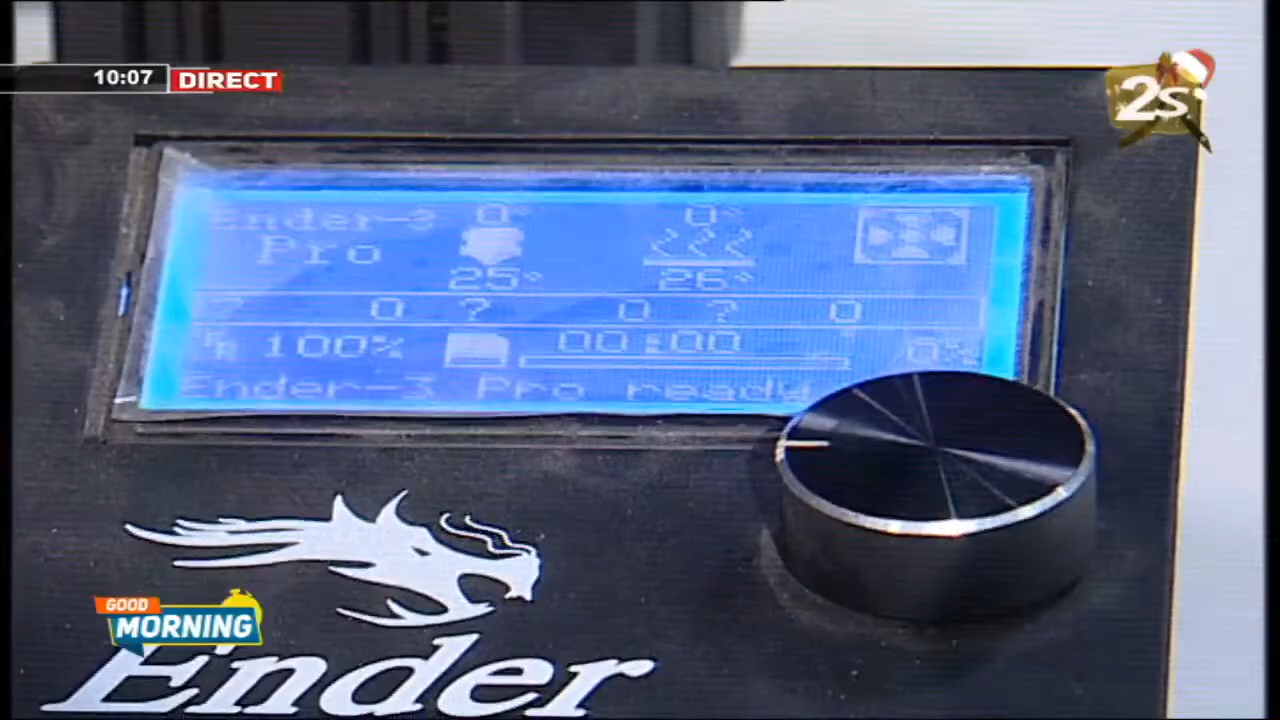 10:07 DIRECT
2S
Ender-3 0° 0°
Pro
25° 26°
? 0 ? 0 ? 0
FR 100% 00:00 0%
Ender-3 Pro ready
GOOD
MORNING
Ender